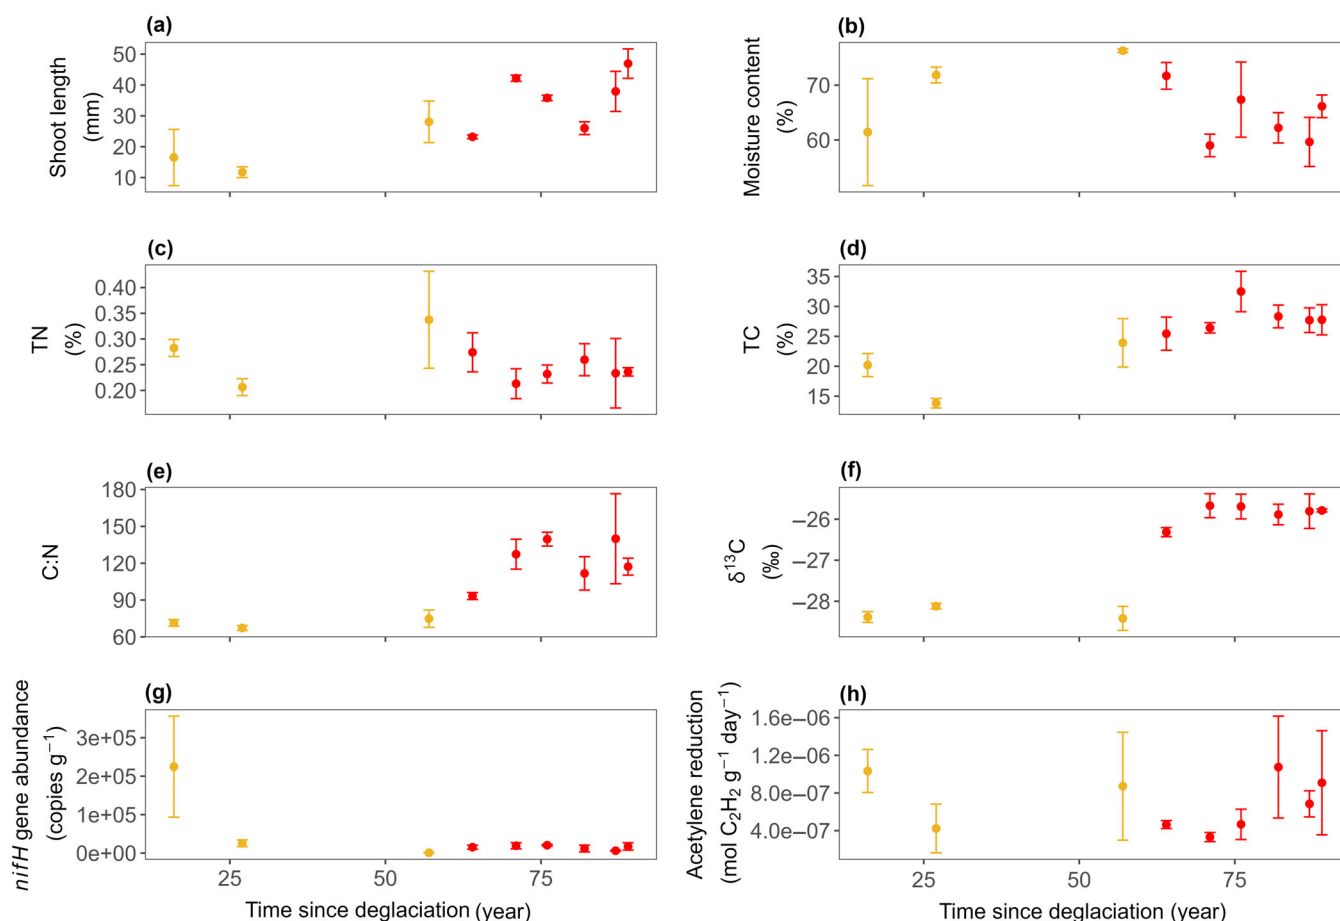 (a)
Shoot length
(mm)
50
40
30
20
10
(b)
Moisture content
(%)
70
60
(c)
TN
(%)
0.40
0.35
0.30
0.25
0.20
(d)
TC
(%)
35
30
25
20
15
(e)
C:N
180
150
120
90
60
(f)
δ¹³C
(‰)
−26
−27
−28
(g)
nifH gene abundance
(copies g⁻¹)
3e+05
2e+05
1e+05
0e+00
25
50
75
Time since deglaciation (year)
(h)
Acetylene reduction
(mol C₂H₂ g⁻¹ day⁻¹)
1.6e−06
1.2e−06
8.0e−07
4.0e−07
25
50
75
Time since deglaciation (year)